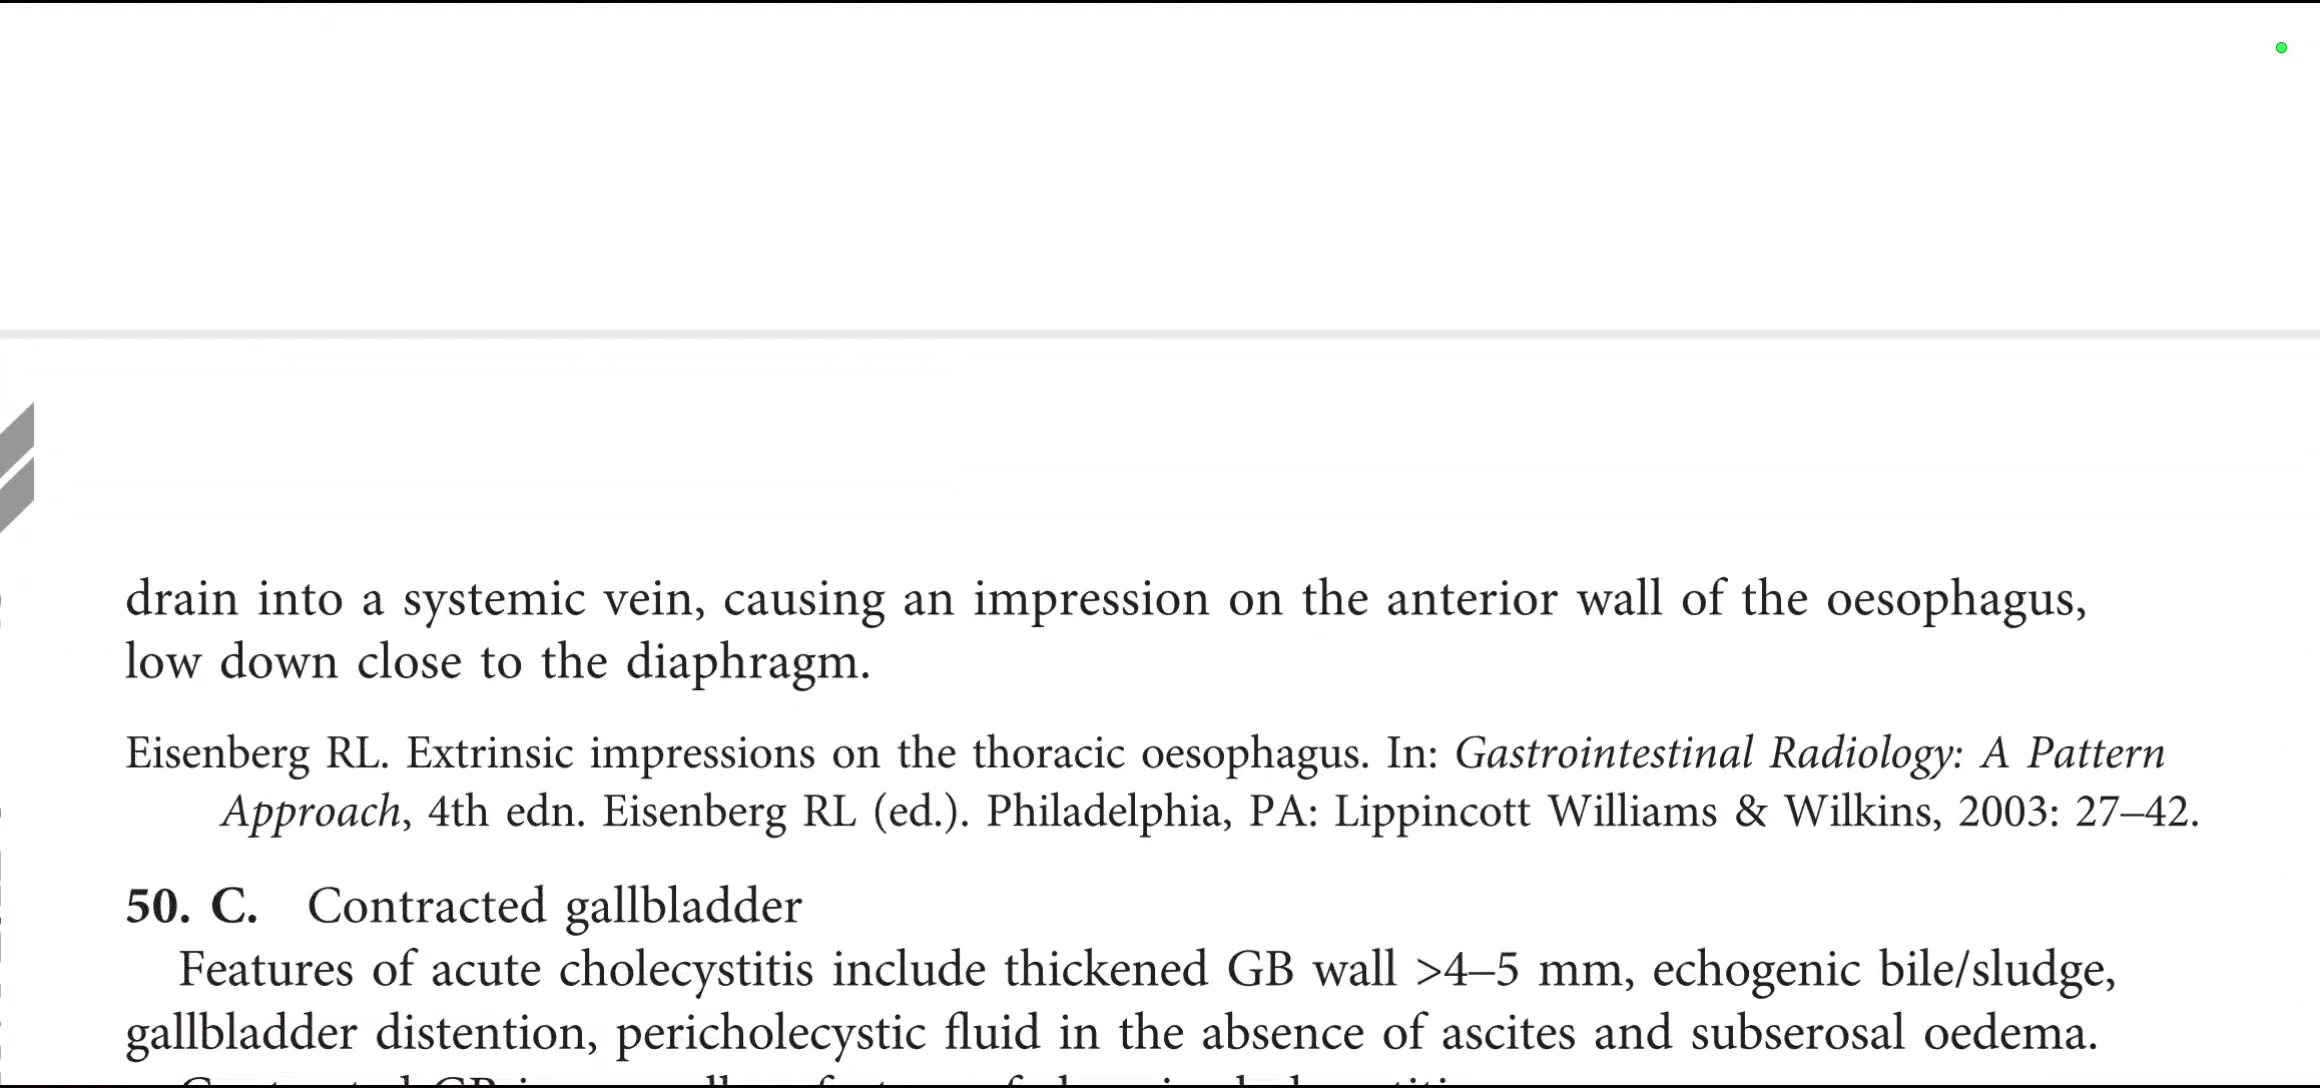 drain into a systemic vein, causing an impression on the anterior wall of the oesophagus,
low down close to the diaphragm.
Eisenberg RL. Extrinsic impressions on the thoracic oesophagus. In: Gastrointestinal Radiology: A Pattern
Approach, 4th edn. Eisenberg RL (ed.). Philadelphia, PA: Lippincott Williams & Wilkins, 2003: 27–42.
50. C. Contracted gallbladder
Features of acute cholecystitis include thickened GB wall >4–5 mm, echogenic bile/sludge,
gallbladder distention, pericholecystic fluid in the absence of ascites and subserosal oedema.